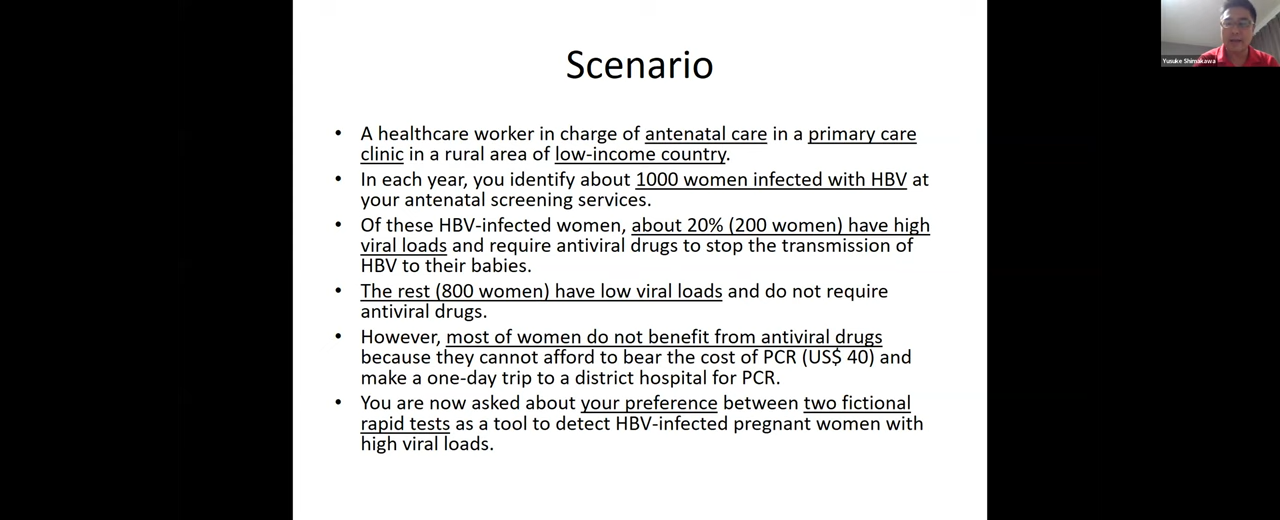 Scenario
• A healthcare worker in charge of antenatal care in a primary care
clinic in a rural area of low-income country.
• In each year, you identify about 1000 women infected with HBV at
your antenatal screening services.
• Of these HBV-infected women, about 20% (200 women) have high
viral loads and require antiviral drugs to stop the transmission of
HBV to their babies.
• The rest (800 women) have low viral loads and do not require
antiviral drugs.
• However, most of women do not benefit from antiviral drugs
because they cannot afford to bear the cost of PCR (US$ 40) and
make a one-day trip to a district hospital for PCR.
• You are now asked about your preference between two fictional
rapid tests as a tool to detect HBV-infected pregnant women with
high viral loads.
Yusuke Shimakawa